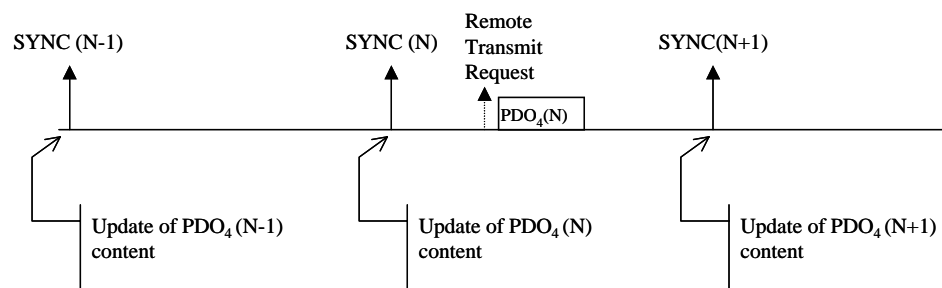 SYNC (N-1)
SYNC (N)
Remote
Transmit
Request
SYNC(N+1)
PDO₄(N)
Update of PDO₄ (N-1)
content
Update of PDO₄ (N)
content
Update of PDO₄ (N+1)
content